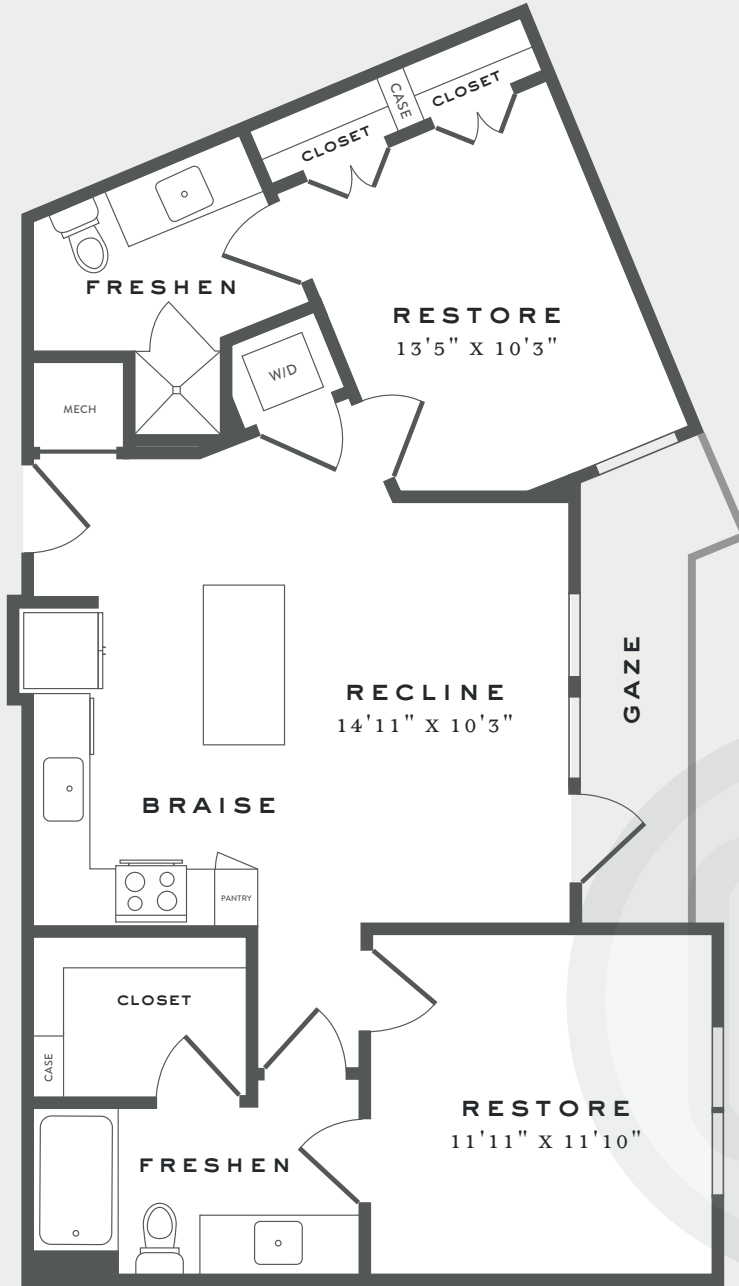 CLOSET
CASE
CLOSET
FRESHEN
RESTORE
13'5" X 10'3"
W/D
MECH
RECLINE
14'11" X 10'3"
GAZE
BRAISE
PANTRY
CLOSET
CASE
RESTORE
11'11" X 11'10"
FRESHEN